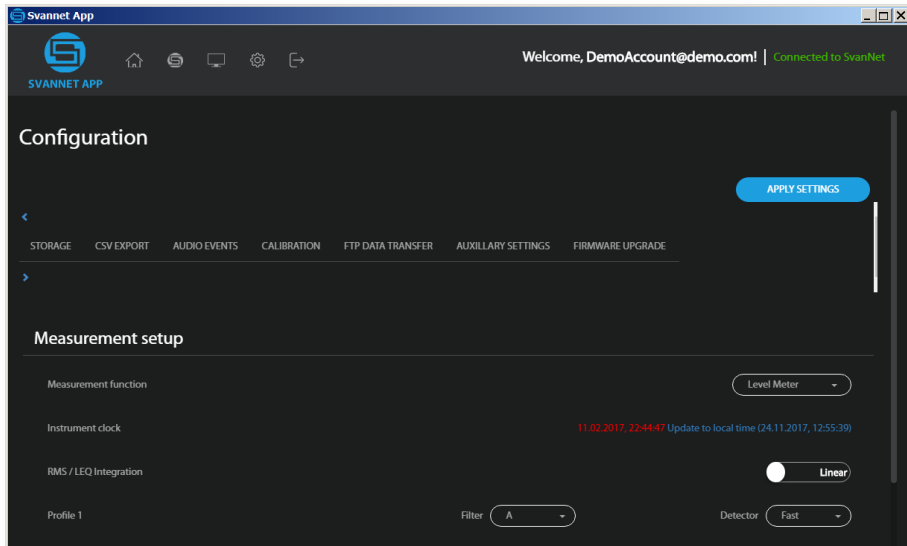 Svannet App
SVANNET APP
Welcome, DemoAccount@demo.com! | Connected to SvanNet
Configuration
APPLY SETTINGS
STORAGE CSV EXPORT AUDIO EVENTS CALIBRATION FTP DATA TRANSFER AUXILLARY SETTINGS FIRMWARE UPGRADE
Measurement setup
Measurement function Level Meter
Instrument clock 11.02.2017, 22:44:47 Update to local time (24.11.2017, 12:55:39)
RMS / LEQ Integration Linear
Profile 1 Filter A Detector Fast